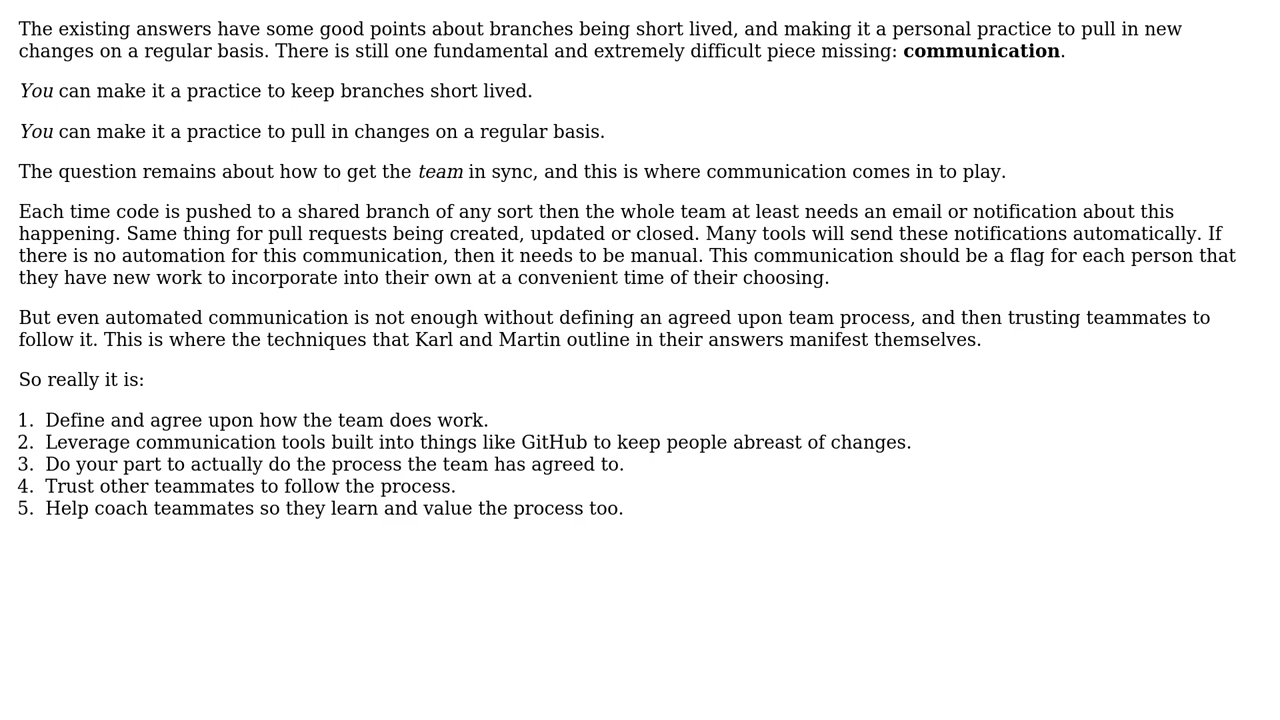 The existing answers have some good points about branches being short lived, and making it a personal practice to pull in new
changes on a regular basis. There is still one fundamental and extremely difficult piece missing: communication.
You can make it a practice to keep branches short lived.
You can make it a practice to pull in changes on a regular basis.
The question remains about how to get the team in sync, and this is where communication comes in to play.
Each time code is pushed to a shared branch of any sort then the whole team at least needs an email or notification about this
happening. Same thing for pull requests being created, updated or closed. Many tools will send these notifications automatically. If
there is no automation for this communication, then it needs to be manual. This communication should be a flag for each person that
they have new work to incorporate into their own at a convenient time of their choosing.
But even automated communication is not enough without defining an agreed upon team process, and then trusting teammates to
follow it. This is where the techniques that Karl and Martin outline in their answers manifest themselves.
So really it is:
1. Define and agree upon how the team does work.
2. Leverage communication tools built into things like GitHub to keep people abreast of changes.
3. Do your part to actually do the process the team has agreed to.
4. Trust other teammates to follow the process.
5. Help coach teammates so they learn and value the process too.